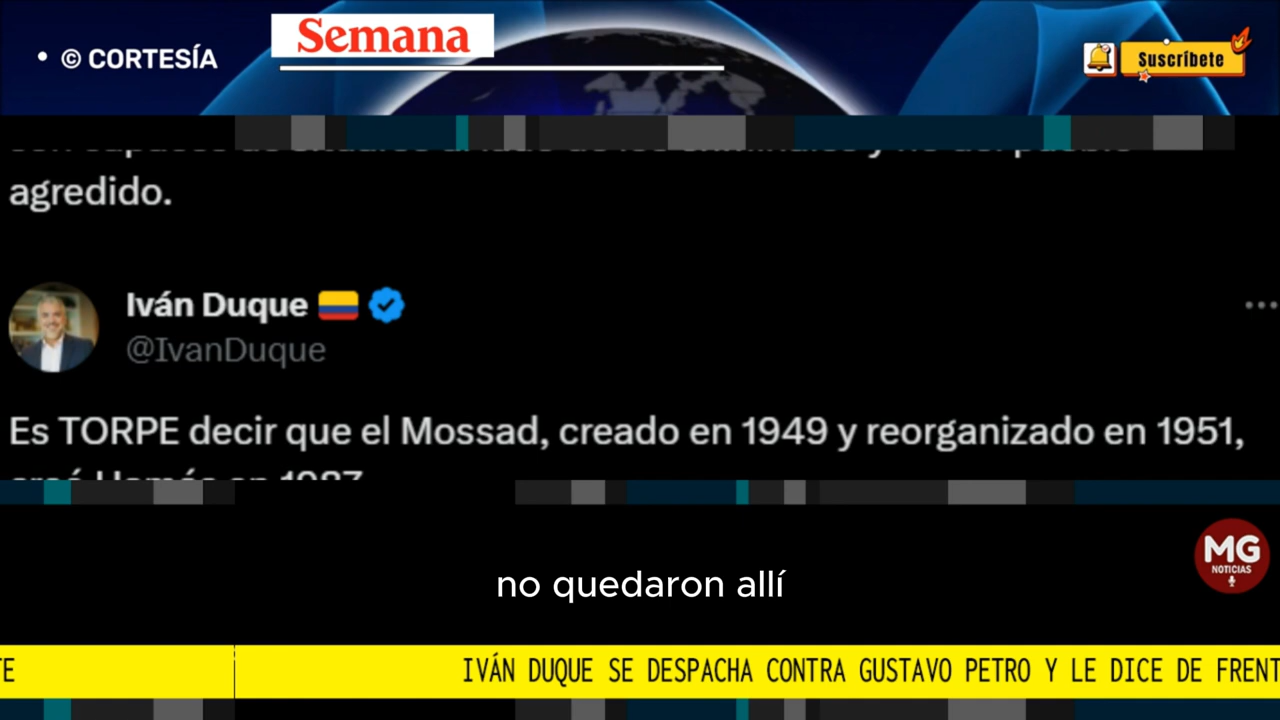 • © CORTESÍA
Semana
Suscríbete
agredido.
Iván Duque
@IvanDuque
Es TORPE decir que el Mossad, creado en 1949 y reorganizado en 1951,
MG
NOTICIAS
no quedaron allí
TE
IVÁN DUQUE SE DESPACHA CONTRA GUSTAVO PETRO Y LE DICE DE FRENT